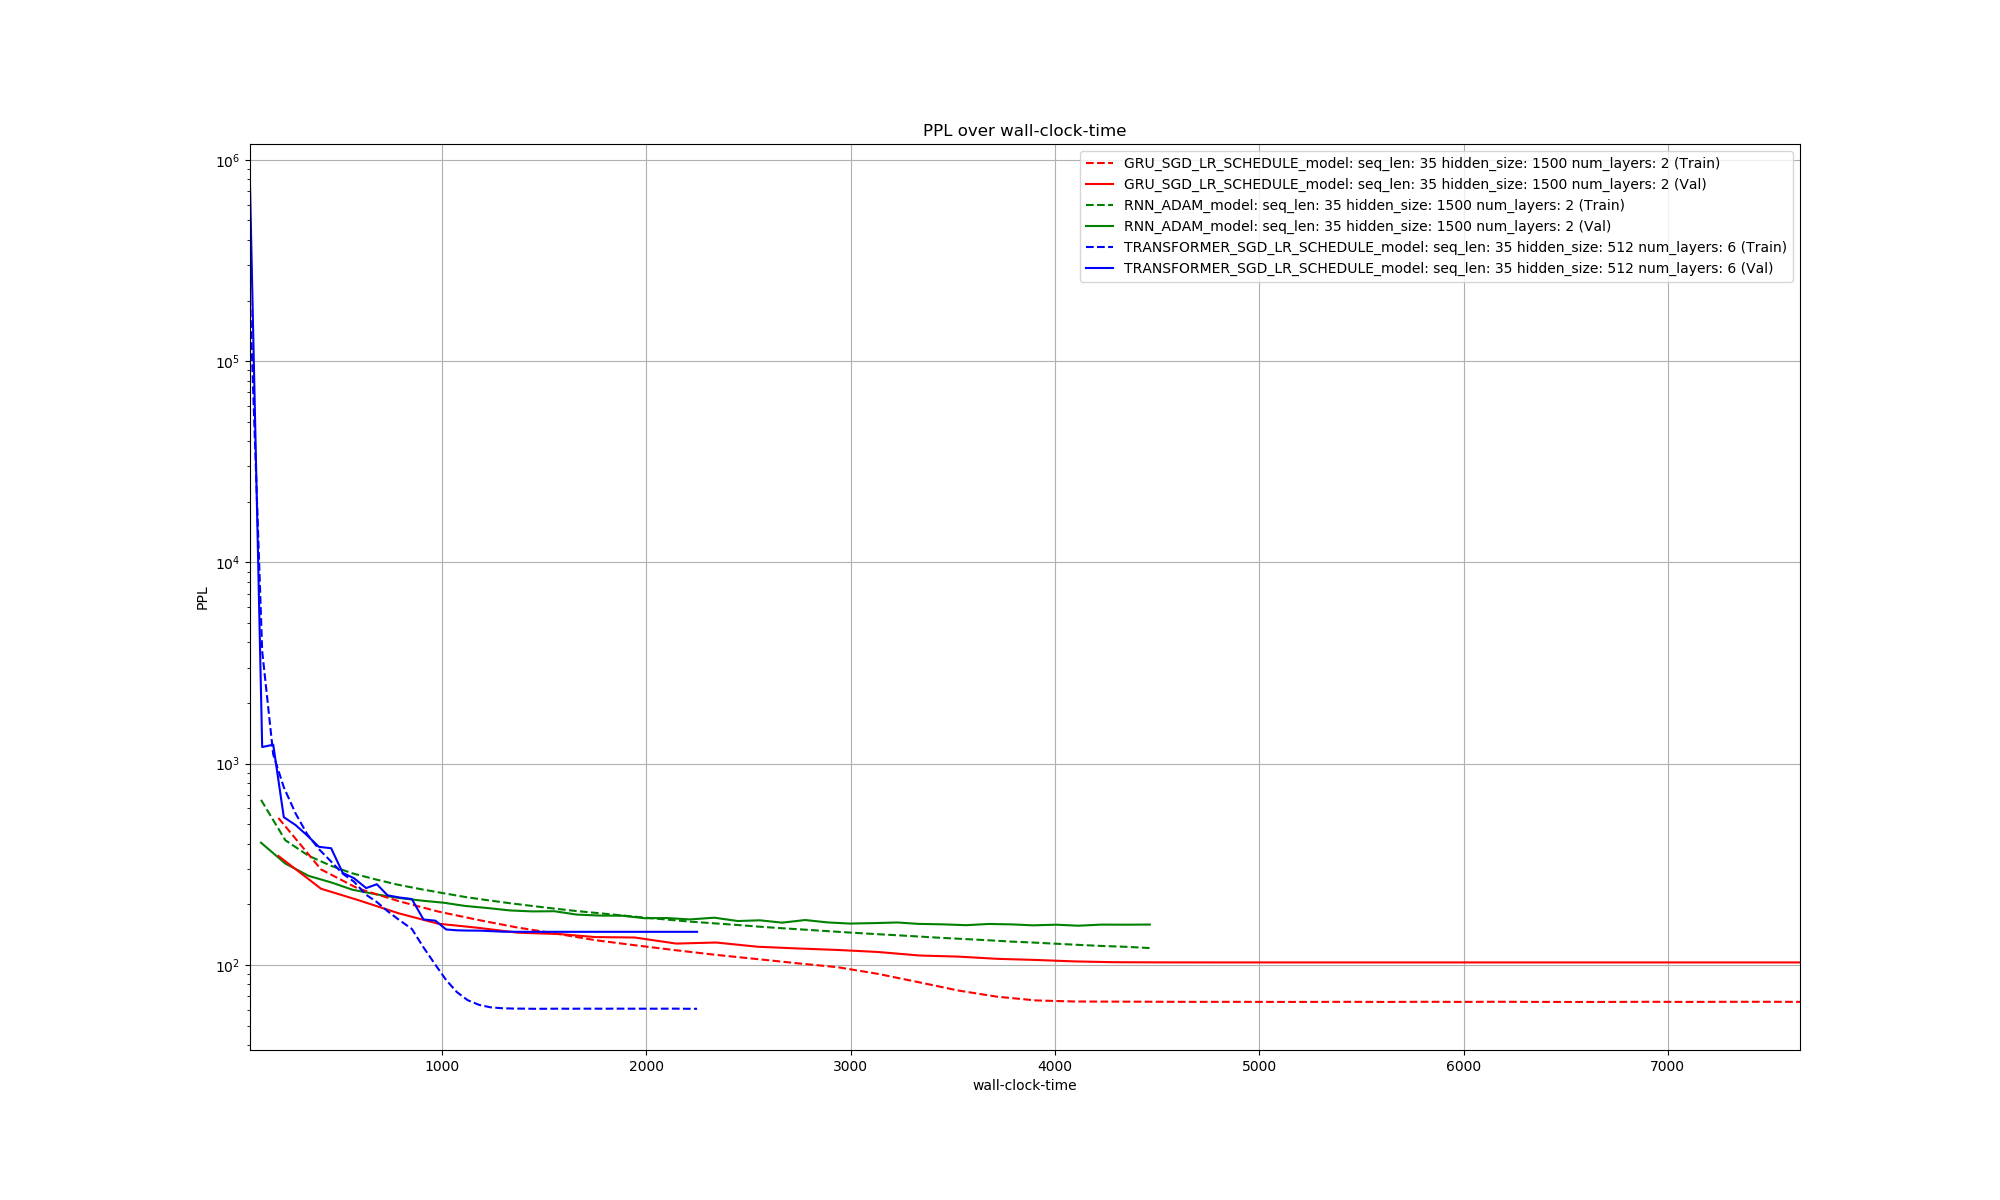 PPL over wall-clock-time
GRU_SGD_LR_SCHEDULE_model: seq_len: 35 hidden_size: 1500 num_layers: 2 (Train)
GRU_SGD_LR_SCHEDULE_model: seq_len: 35 hidden_size: 1500 num_layers: 2 (Val)
RNN_ADAM_model: seq_len: 35 hidden_size: 1500 num_layers: 2 (Train)
RNN_ADAM_model: seq_len: 35 hidden_size: 1500 num_layers: 2 (Val)
TRANSFORMER_SGD_LR_SCHEDULE_model: seq_len: 35 hidden_size: 512 num_layers: 6 (Train)
TRANSFORMER_SGD_LR_SCHEDULE_model: seq_len: 35 hidden_size: 512 num_layers: 6 (Val)
10⁶
10⁵
10⁴
10³
10²
PPL
1000 2000 3000 4000 5000 6000 7000
wall-clock-time